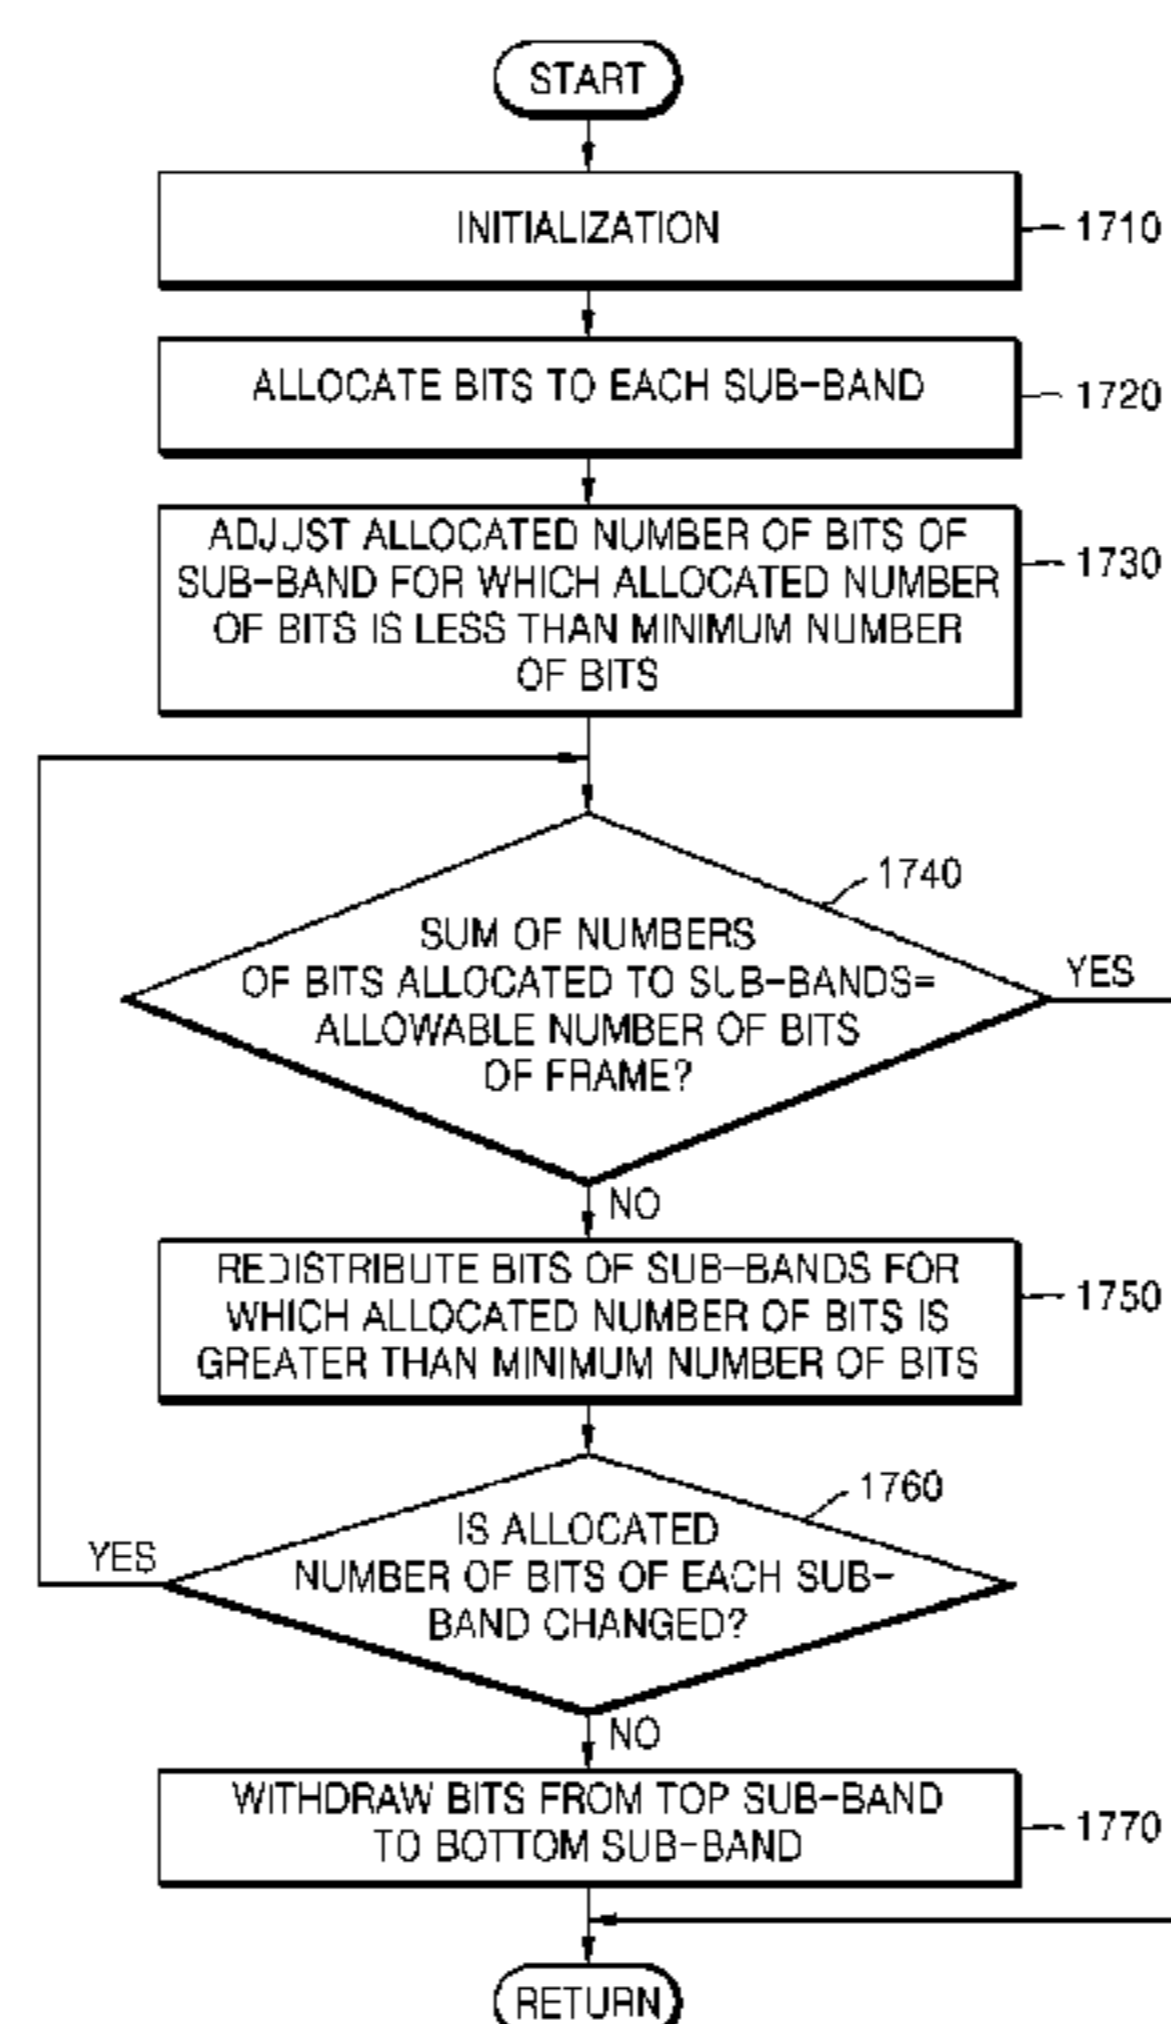 START
INITIALIZATION
1710
ALLOCATE BITS TO EACH SUB-BAND
1720
ADJUST ALLOCATED NUMBER OF BITS OF
SUB-BAND FOR WHICH ALLOCATED NUMBER
OF BITS IS LESS THAN MINIMUM NUMBER
OF BITS
1730
1740
SUM OF NUMBERS
OF BITS ALLOCATED TO SUB-BANDS=
ALLOWABLE NUMBER OF BITS
OF FRAME?
YES
NO
REDISTRIBUTE BITS OF SUB-BANDS FOR
WHICH ALLOCATED NUMBER OF BITS IS
GREATER THAN MINIMUM NUMBER OF BITS
1750
1760
IS ALLOCATED
NUMBER OF BITS OF EACH SUB-
BAND CHANGED?
YES
NO
WITHDRAW BITS FROM TOP SUB-BAND
TO BOTTOM SUB-BAND
1770
RETURN